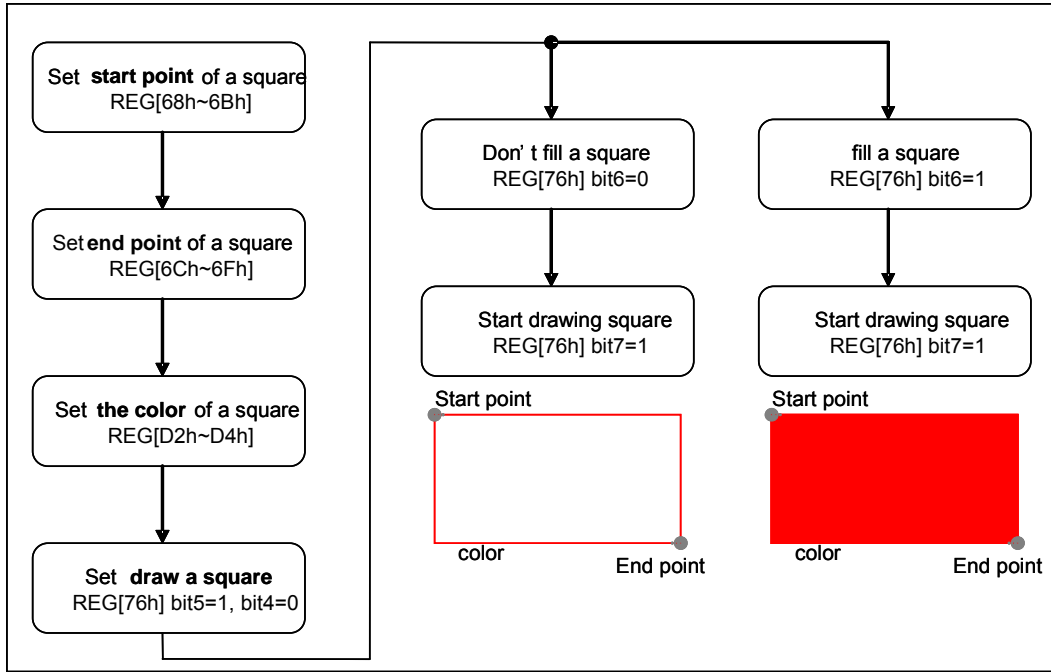 Set start point of a square
REG[68h~6Bh]
Set end point of a square
REG[6Ch~6Fh]
Set the color of a square
REG[D2h~D4h]
Set draw a square
REG[76h] bit5=1, bit4=0
Don' t fill a square
REG[76h] bit6=0
Start drawing square
REG[76h] bit7=1
Start point
color
End point
fill a square
REG[76h] bit6=1
Start drawing square
REG[76h] bit7=1
Start point
color
End point